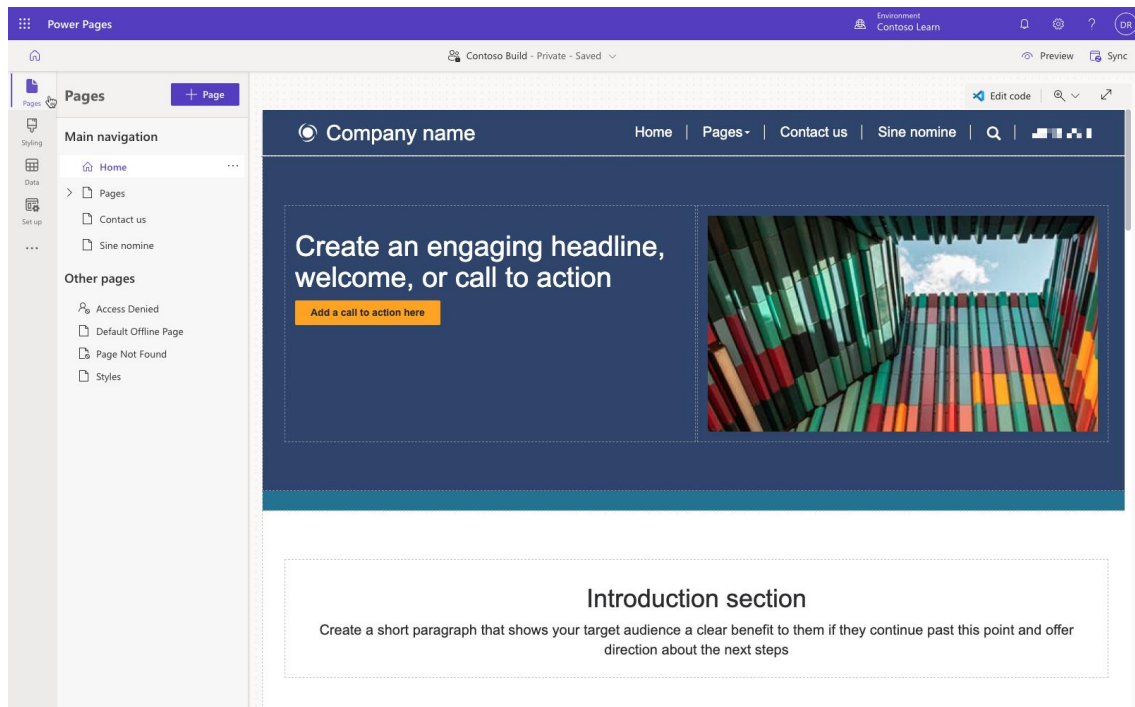 Power Pages
Environment
Contoso Learn
DR
Contoso Build - Private - Saved
Preview
Sync
Pages
Styling
Data
Set up
Pages
+ Page
Main navigation
Home
Pages
Contact us
Sine nomine
Other pages
Access Denied
Default Offline Page
Page Not Found
Styles
Edit code
Company name
Home | Pages | Contact us | Sine nomine |
Create an engaging headline,
welcome, or call to action
Add a call to action here
Introduction section
Create a short paragraph that shows your target audience a clear benefit to them if they continue past this point and offer
direction about the next steps